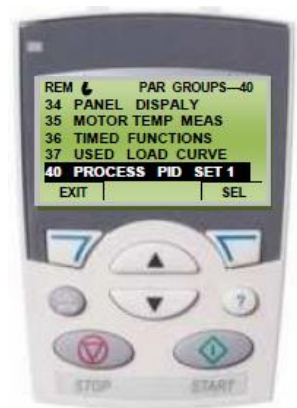 REM PAR GROUPS—40
34 PANEL DISPALY
35 MOTOR TEMP MEAS
36 TIMED FUNCTIONS
37 USED LOAD CURVE
40 PROCESS PID SET 1
EXIT SEL
?
STOP START